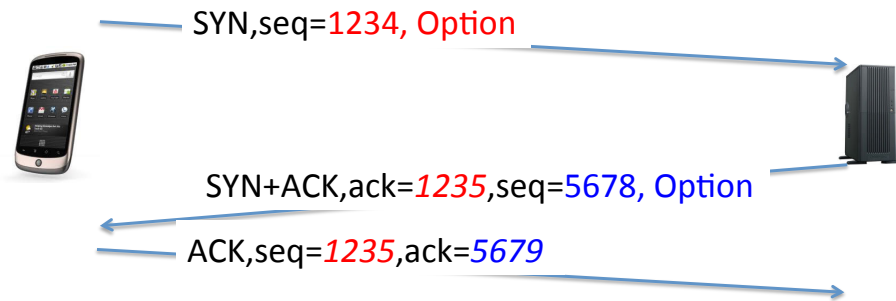 SYN,seq=1234, Option
SYN+ACK,ack=1235,seq=5678, Option
ACK,seq=1235,ack=5679